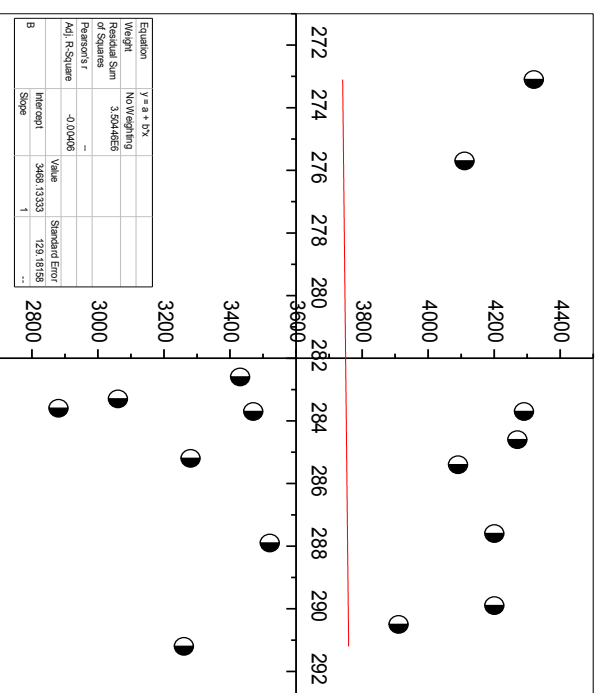 4400
4200
4000
3800
3600
272 274 276 278 280 282 284 286 288 290 292
3400
3200
3000
2800
Equation y = a + b*x
Weight No Weighting
Residual Sum 3.50446E6
of Squares
Pearson's r --
Adj. R-Square -0.00406
Value Standard Error
B Intercept 3468.13333 129.18158
Slope 1 --